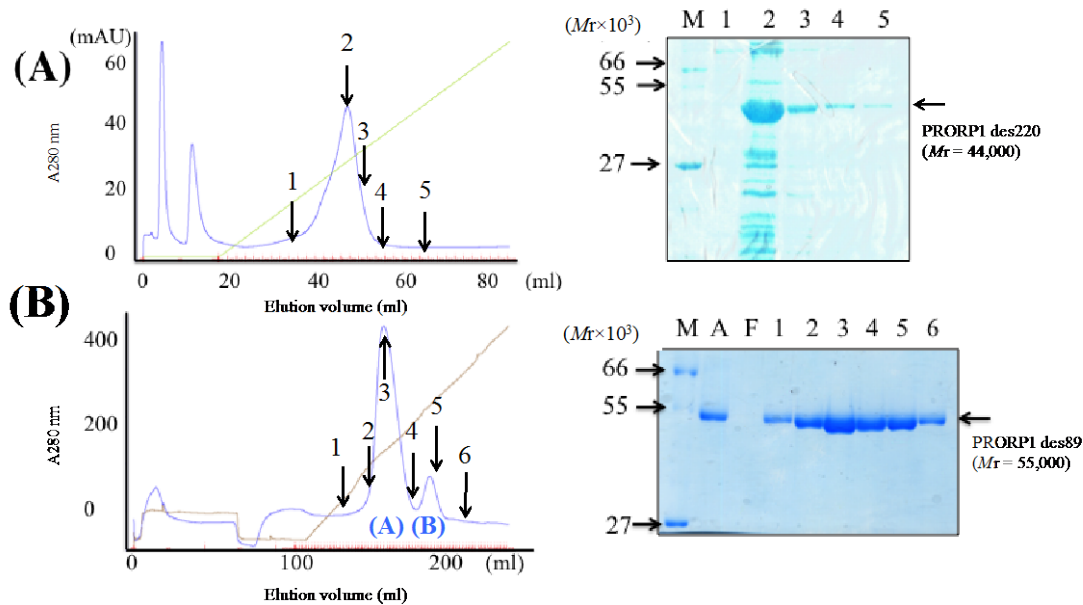 (A)
(mAU)
60
40
20
0
A280 nm
1
2
3
4
5
0
20
40
60
80
(ml)
Elution volume (ml)
(Mr×10³)
M 1 2 3 4 5
66
55
27
PRORP1 des220
(Mr = 44,000)
(B)
400
200
0
A280 nm
1
2
3
4
5
6
(A) (B)
0
100
200
(ml)
Elution volume (ml)
(Mr×10³)
M A F 1 2 3 4 5 6
66
55
27
PRORP1 des89
(Mr = 55,000)